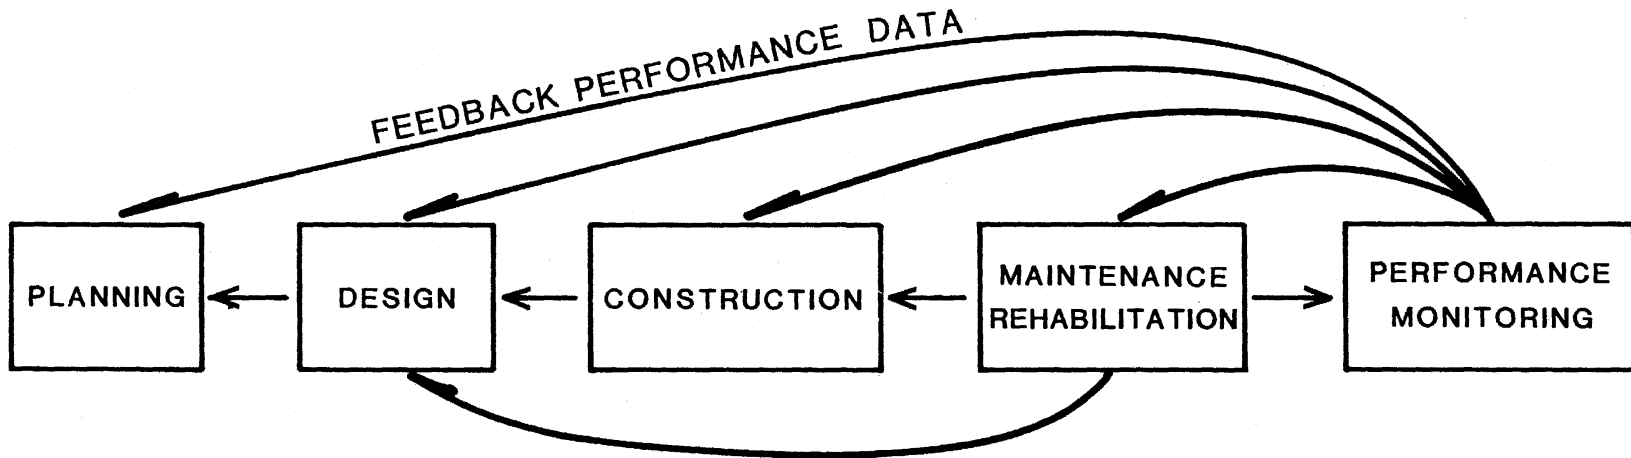 FEEDBACK PERFORMANCE DATA
PLANNING
DESIGN
CONSTRUCTION
MAINTENANCE
REHABILITATION
PERFORMANCE
MONITORING